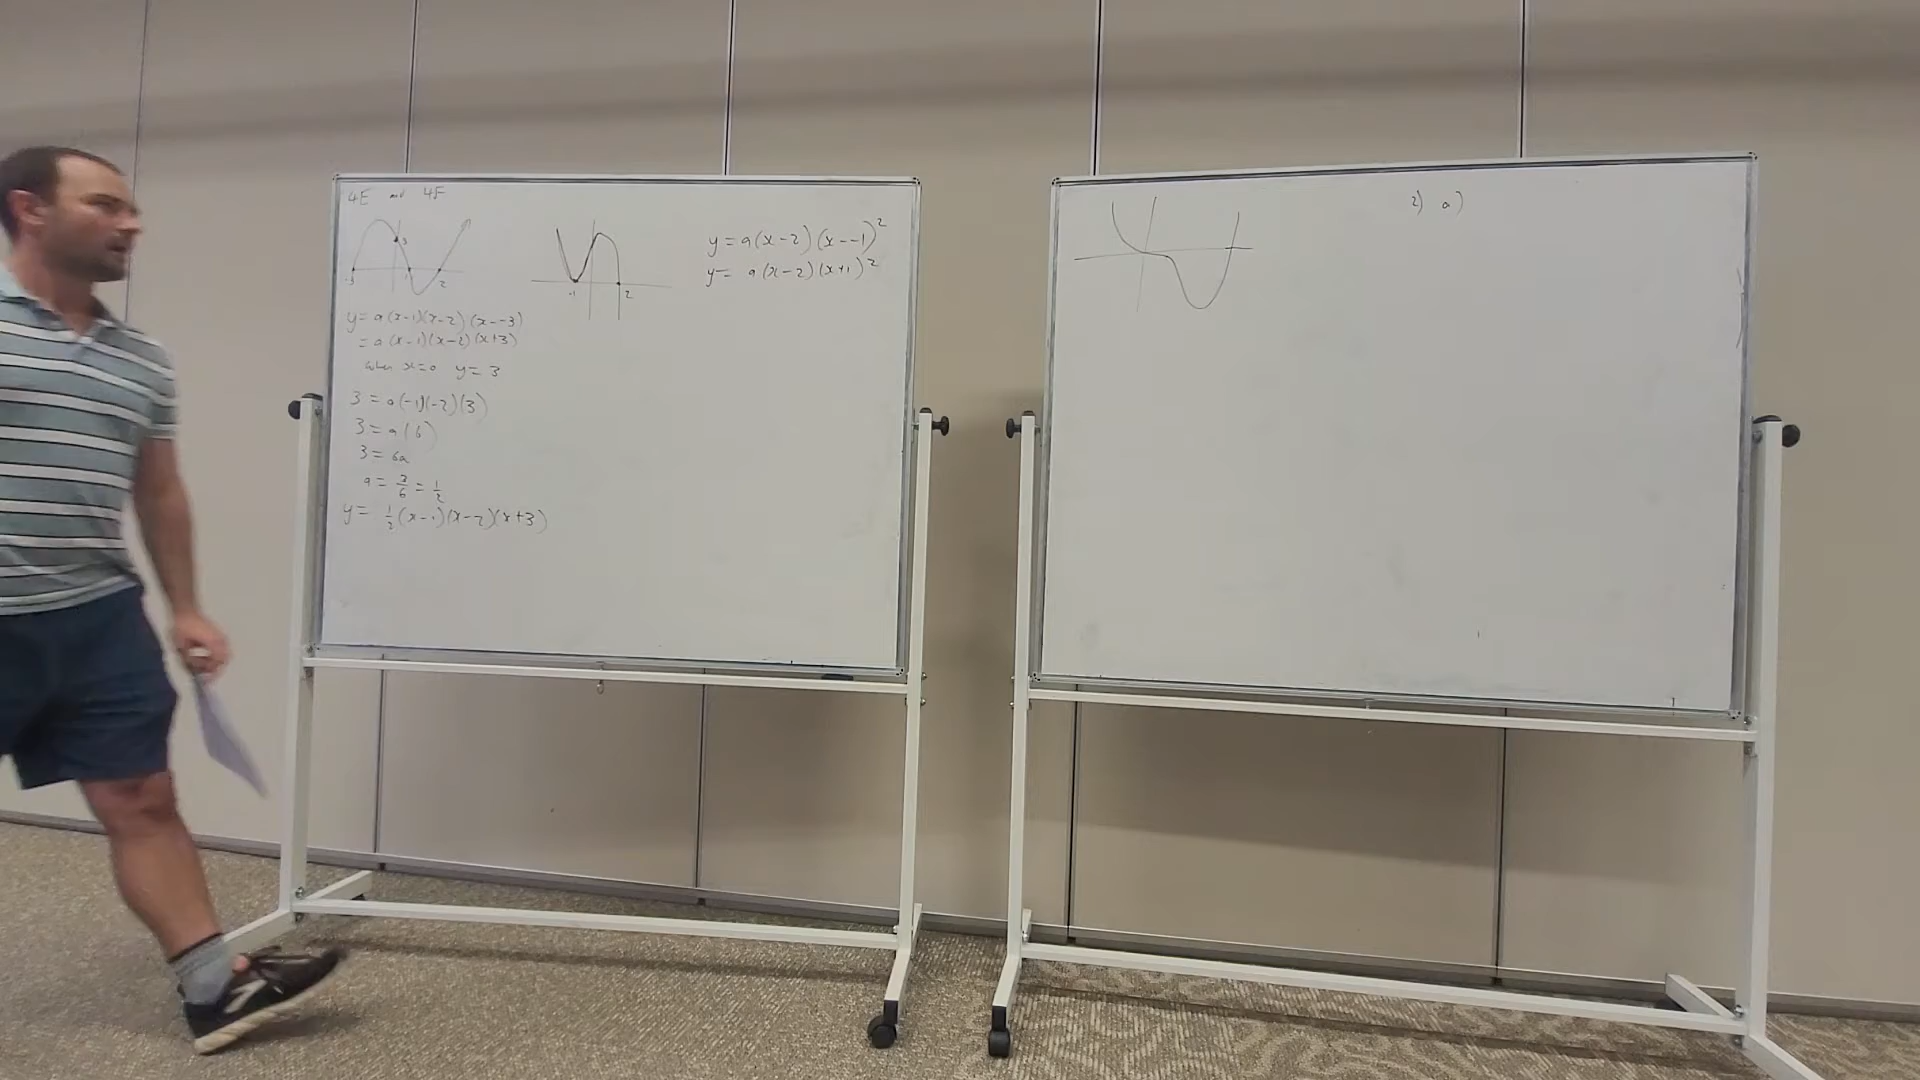 4E and 4F
3
-3
1
2
-1
2
y = a(x-2)(x--1)²
y = a(x-2)(x+1)²
y = a(x-1)(x-2)(x--3)
= a(x-1)(x-2)(x+3)
when x=0 y = 3
3 = a(-1)(-2)(3)
3 = a(6)
3 = 6a
a = 3/6 = 1/2
y = 1/2(x-1)(x-2)(x+3)
2) a)